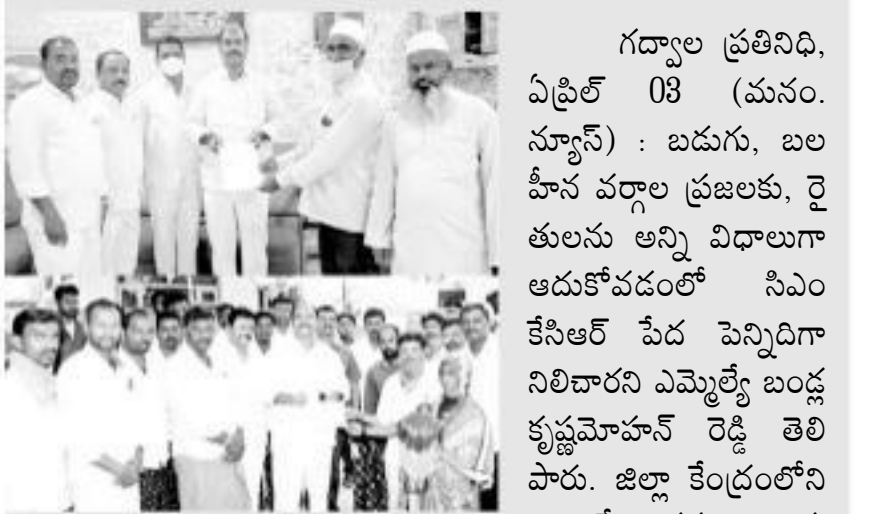 గద్వాల ప్రతినిధి,
ఏప్రిల్ 03 (మనం.
న్యూస్) : బడుగు, బల
హీన వర్గాల ప్రజలకు, రై
తులను అన్ని విధాలుగా
ఆదుకోవడంలో సిఎం
కేసిఆర్ పేద పెన్నిదిగా
నిలిచారని ఎమ్మెల్యే బండ్ల
కృష్ణమోహన్ రెడ్డి తెలి
పారు. జిల్లా కేంద్రంలోని